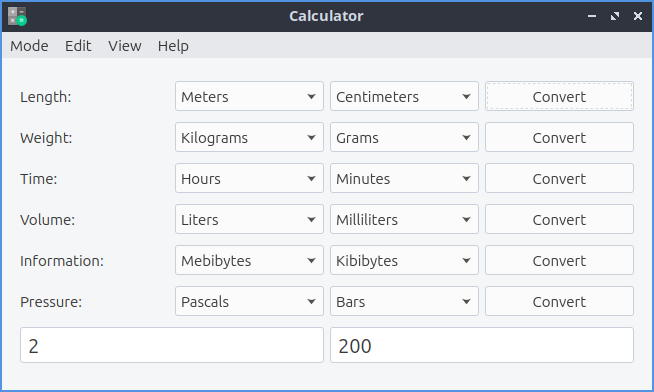 Calculator
Mode Edit View Help
Length: Meters Centimeters Convert
Weight: Kilograms Grams Convert
Time: Hours Minutes Convert
Volume: Liters Milliliters Convert
Information: Mebibytes Kibibytes Convert
Pressure: Pascals Bars Convert
2 200